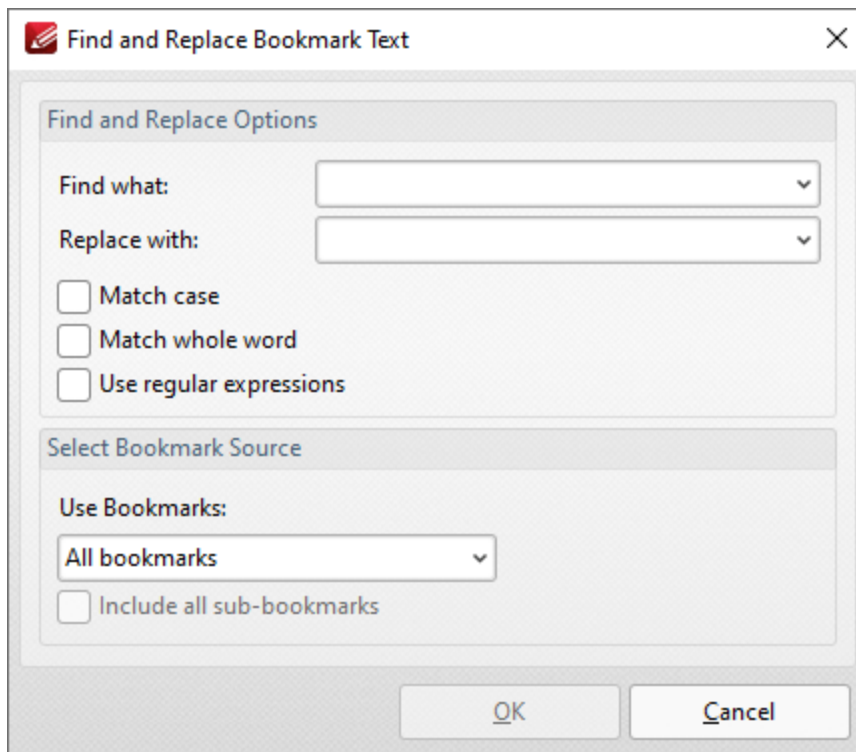 Find and Replace Bookmark Text
Find and Replace Options
Find what:
Replace with:
Match case
Match whole word
Use regular expressions
Select Bookmark Source
Use Bookmarks:
All bookmarks
Include all sub-bookmarks
OK Cancel